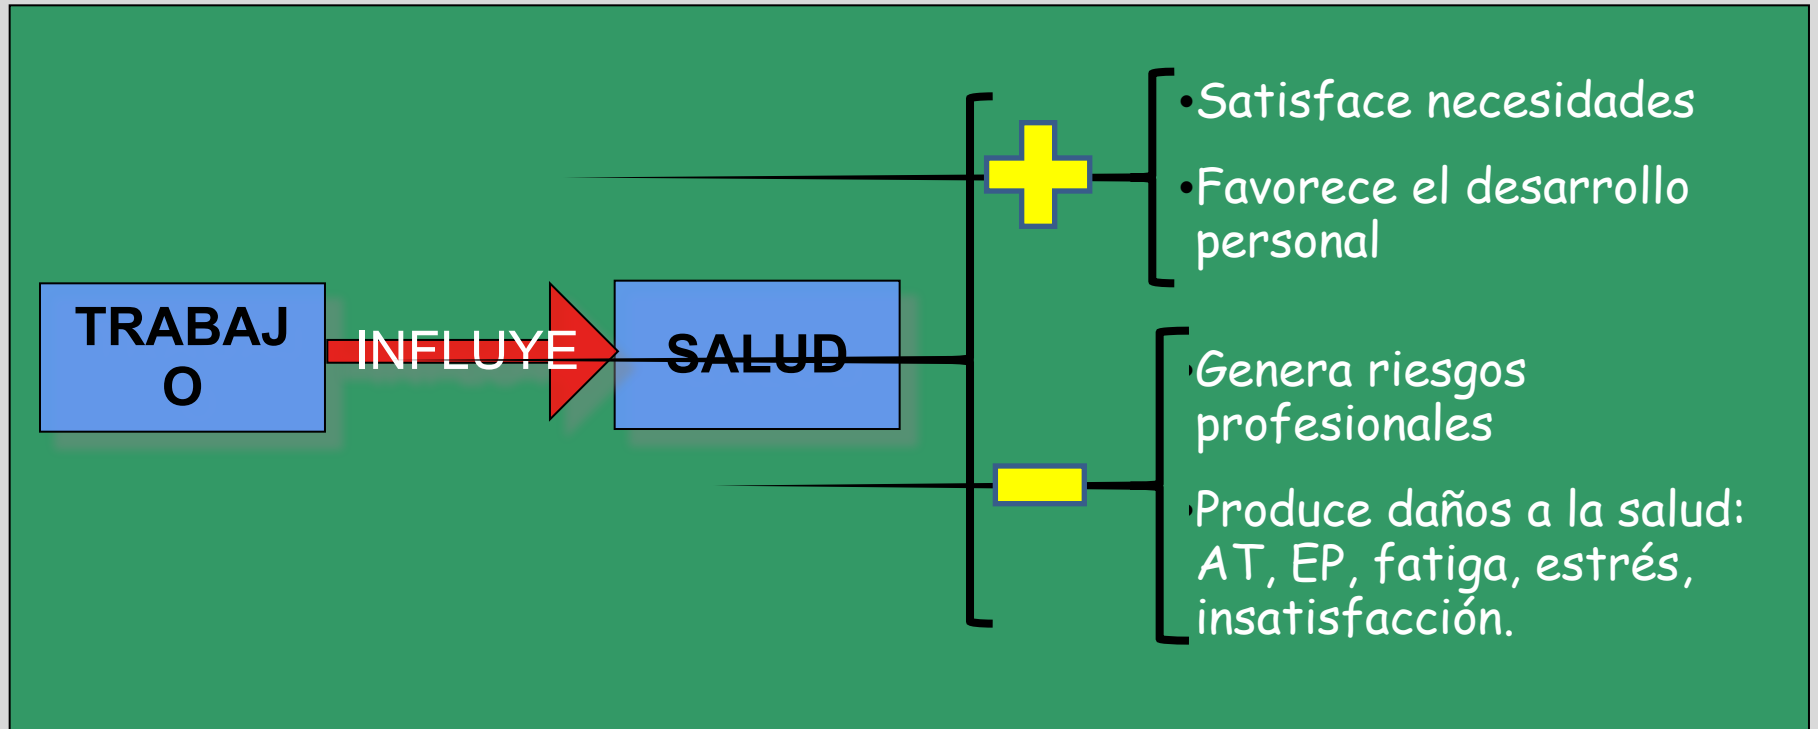 TRABAJ
O
INFLUYE
SALUD
•Satisface necesidades
•Favorece el desarrollo
personal
•Genera riesgos
profesionales
•Produce daños a la salud:
AT, EP, fatiga, estrés,
insatisfacción.